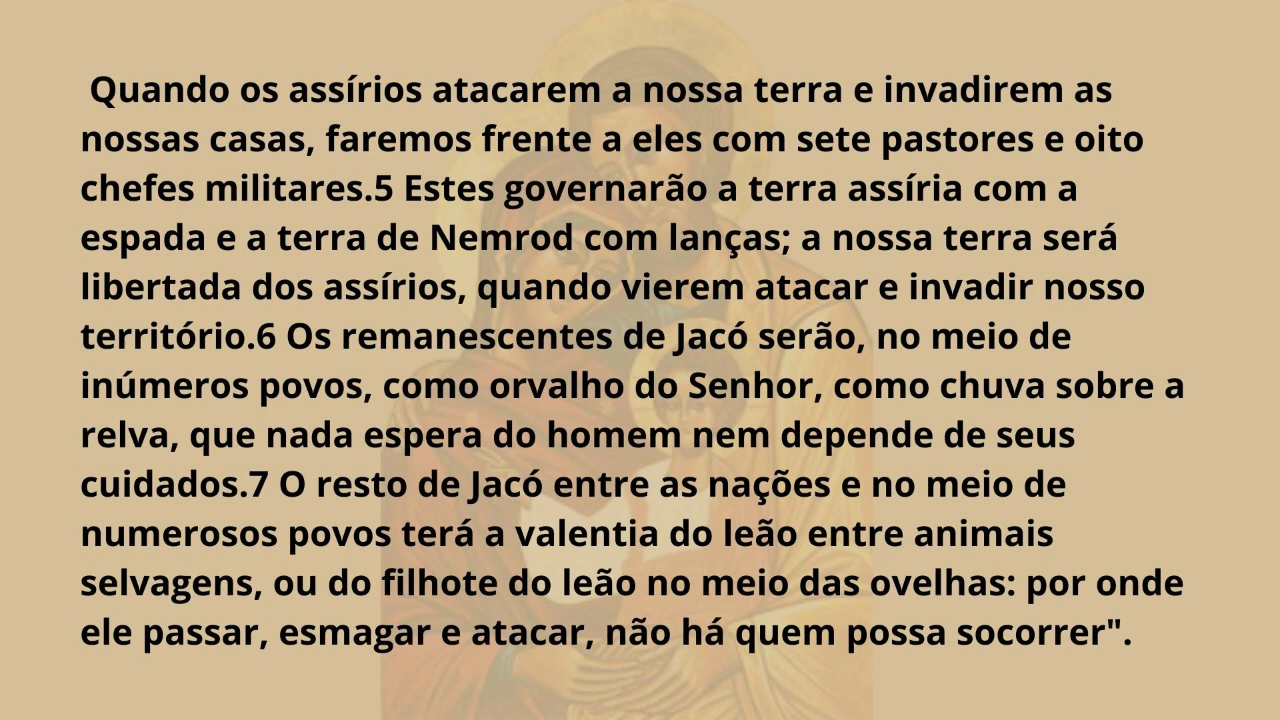 Quando os assírios atacarem a nossa terra e invadirem as
nossas casas, faremos frente a eles com sete pastores e oito
chefes militares.5 Estes governarão a terra assíria com a
espada e a terra de Nemrod com lanças; a nossa terra será
libertada dos assírios, quando vierem atacar e invadir nosso
território.6 Os remanescentes de Jacó serão, no meio de
inúmeros povos, como orvalho do Senhor, como chuva sobre a
relva, que nada espera do homem nem depende de seus
cuidados.7 O resto de Jacó entre as nações e no meio de
numerosos povos terá a valentia do leão entre animais
selvagens, ou do filhote do leão no meio das ovelhas: por onde
ele passar, esmagar e atacar, não há quem possa socorrer".